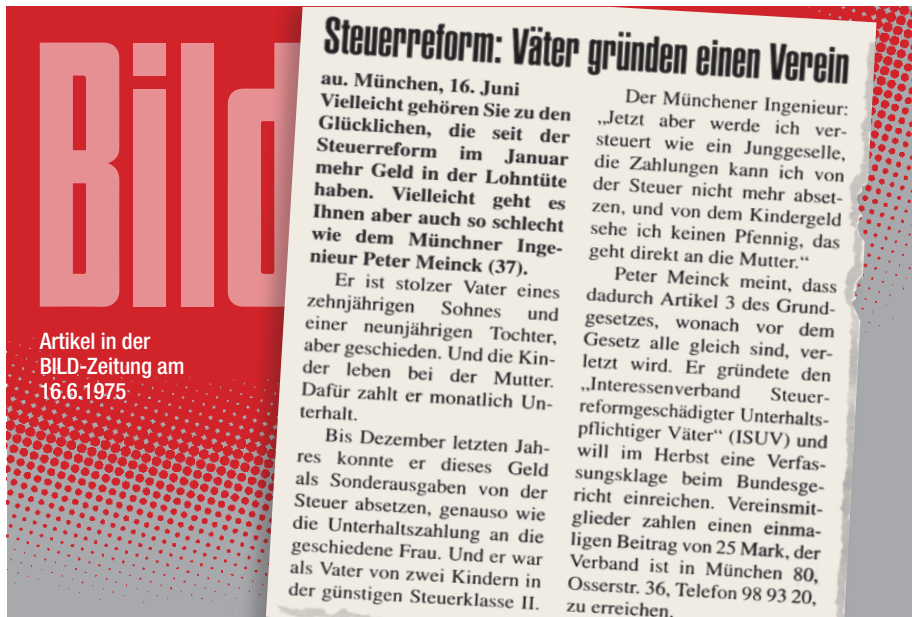 Bild
Artikel in der
BILD-Zeitung am
16.6.1975
Steuerreform: Väter gründen einen Verein
au. München, 16. Juni
Vielleicht gehören Sie zu den
Glücklichen, die seit der
Steuerreform im Januar
mehr Geld in der Lohntüte
haben. Vielleicht geht es
Ihnen aber auch so schlecht
wie dem Münchner Inge-
nieur Peter Meinck (37).
Er ist stolzer Vater eines
zehnjährigen Sohnes und
einer neunjährigen Tochter,
aber geschieden. Und die Kin-
der leben bei der Mutter.
Dafür zahlt er monatlich Un-
terhalt.
Bis Dezember letzten Jah-
res konnte er dieses Geld
als Sonderausgaben von der
Steuer absetzen, genauso wie
die Unterhaltszahlung an die
geschiedene Frau. Und er war
als Vater von zwei Kindern in
der günstigen Steuerklasse II.
Der Münchener Ingenieur:
„Jetzt aber werde ich ver-
steuert wie ein Junggeselle,
die Zahlungen kann ich von
der Steuer nicht mehr abset-
zen, und von dem Kindergeld
sehe ich keinen Pfennig, das
geht direkt an die Mutter.“
Peter Meinck meint, dass
dadurch Artikel 3 des Grund-
gesetzes, wonach vor dem
Gesetz alle gleich sind, ver-
letzt wird. Er gründete den
„Interessenverband Steuer-
reformgeschädigter Unterhalts-
pflichtiger Väter“ (ISUV) und
will im Herbst eine Verfas-
sungsklage beim Bundesge-
richt einreichen. Vereinsmit-
glieder zahlen einen einma-
ligen Beitrag von 25 Mark, der
Verband ist in München 80,
Osserstr. 36, Telefon 98 93 20,
zu erreichen.